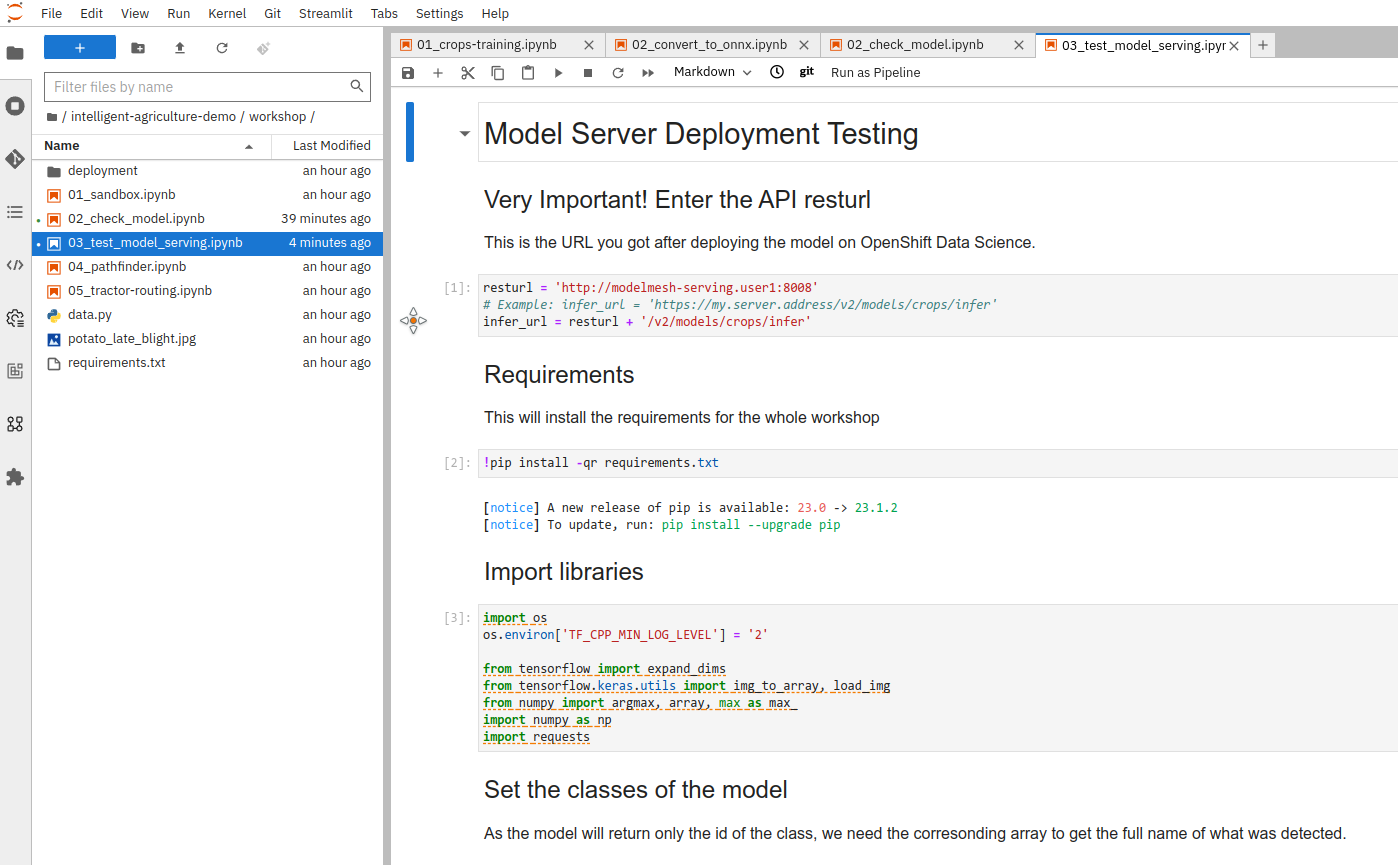 File Edit View Run Kernel Git Streamlit Tabs Settings Help
+
Filter files by name
/ intelligent-agriculture-demo / workshop /
Name Last Modified
deployment an hour ago
01_sandbox.ipynb an hour ago
02_check_model.ipynb 39 minutes ago
03_test_model_serving.ipynb 4 minutes ago
04_pathfinder.ipynb an hour ago
05_tractor-routing.ipynb an hour ago
data.py an hour ago
potato_late_blight.jpg an hour ago
requirements.txt an hour ago
01_crops-training.ipynb 02_convert_to_onnx.ipynb 02_check_model.ipynb 03_test_model_serving.ipyr
Markdown git Run as Pipeline
Model Server Deployment Testing
Very Important! Enter the API resturl
This is the URL you got after deploying the model on OpenShift Data Science.
[1]: resturl = 'http://modelmesh-serving.user1:8008'
# Example: infer_url = 'https://my.server.address/v2/models/crops/infer'
infer_url = resturl + '/v2/models/crops/infer'
Requirements
This will install the requirements for the whole workshop
[2]: !pip install -qr requirements.txt
[notice] A new release of pip is available: 23.0 -> 23.1.2
[notice] To update, run: pip install --upgrade pip
Import libraries
[3]: import os
os.environ['TF_CPP_MIN_LOG_LEVEL'] = '2'
from tensorflow import expand_dims
from tensorflow.keras.utils import img_to_array, load_img
from numpy import argmax, array, max as max_
import numpy as np
import requests
Set the classes of the model
As the model will return only the id of the class, we need the corresonding array to get the full name of what was detected.